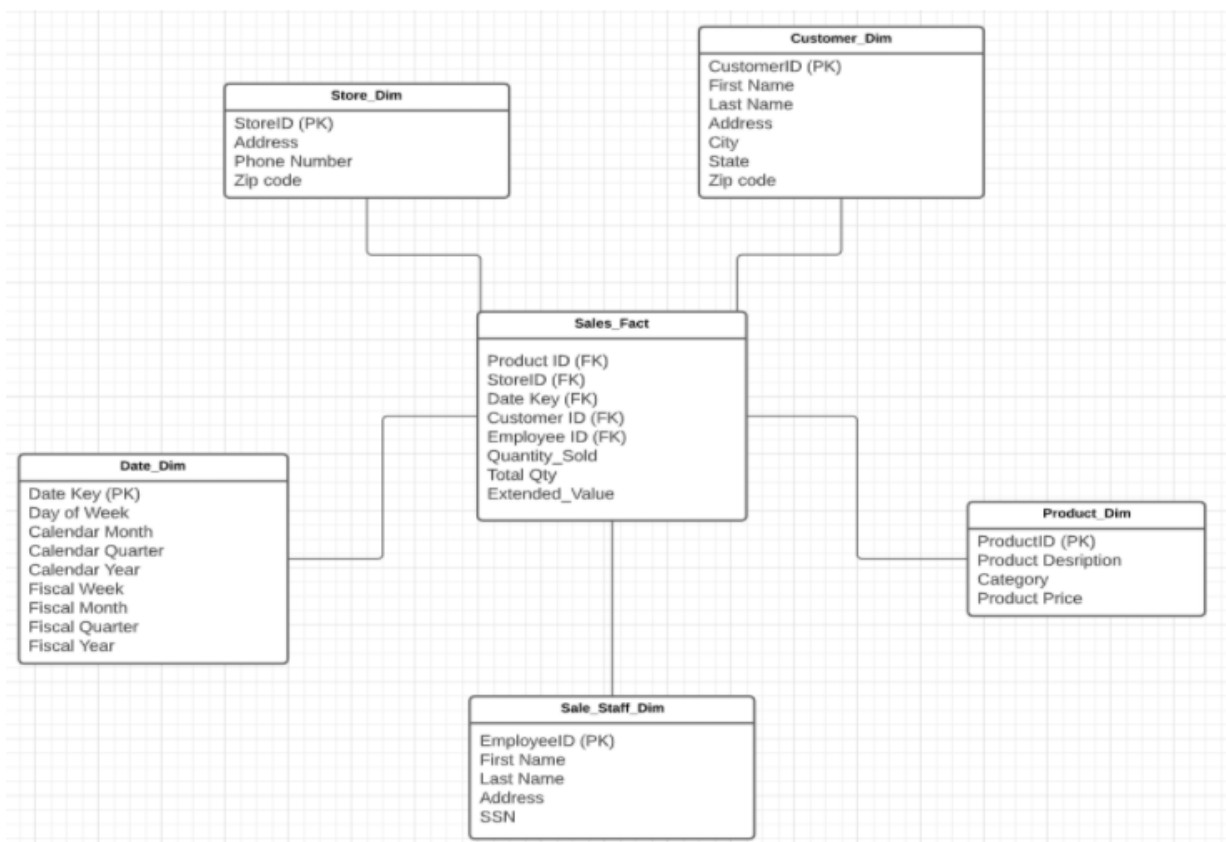 Customer_Dim
CustomerID (PK)
First Name
Last Name
Address
City
State
Zip code
Store_Dim
StoreID (PK)
Address
Phone Number
Zip code
Sales_Fact
Product ID (FK)
StoreID (FK)
Date Key (FK)
Customer ID (FK)
Employee ID (FK)
Quantity_Sold
Total Qty
Extended_Value
Date_Dim
Date Key (PK)
Day of Week
Calendar Month
Calendar Quarter
Calendar Year
Fiscal Week
Fiscal Month
Fiscal Quarter
Fiscal Year
Product_Dim
ProductID (PK)
Product Desription
Category
Product Price
Sale_Staff_Dim
EmployeeID (PK)
First Name
Last Name
Address
SSN